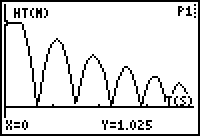 HT(M) P1
T(S)
X=0 Y=1.025